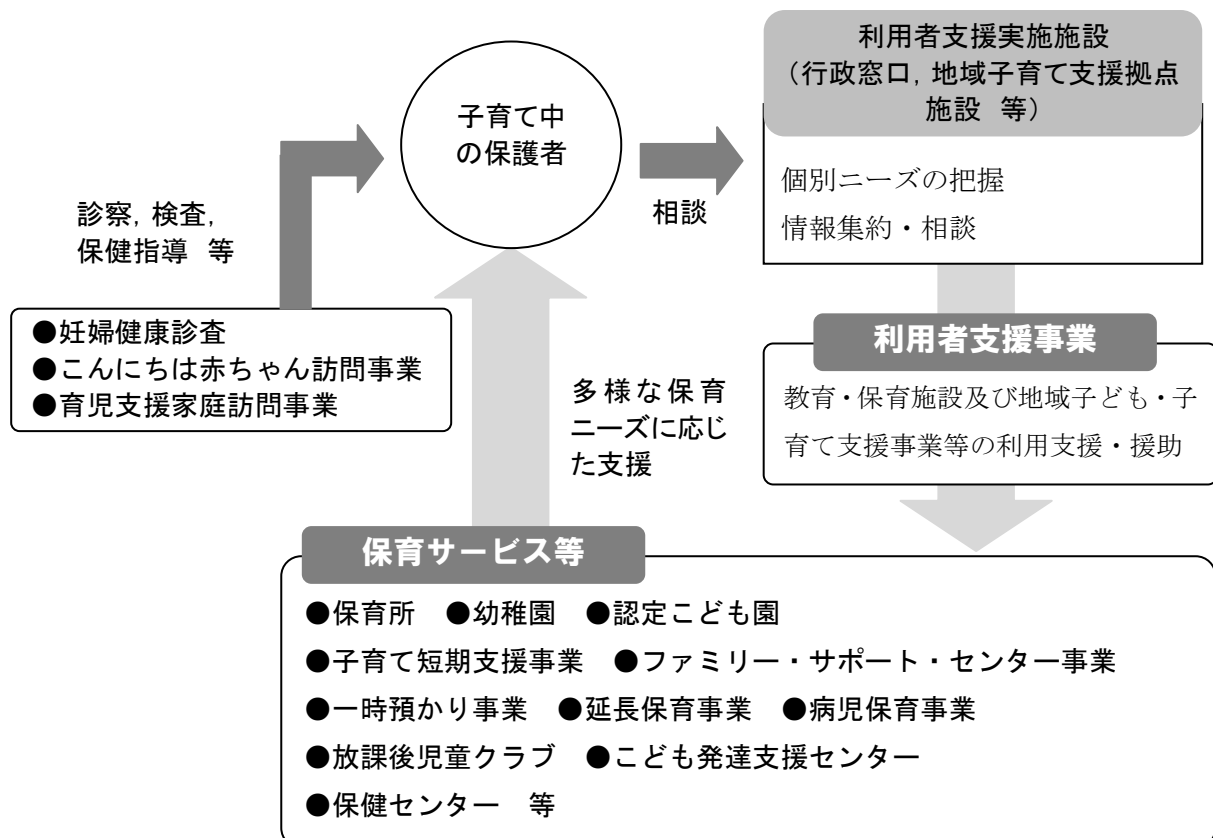 利用者支援実施施設
（行政窓口，地域子育て支援拠点
施設　等）
子育て中
の保護者
個別ニーズの把握
情報集約・相談
相談
診察，検査，
保健指導　等
●妊婦健康診査
●こんにちは赤ちゃん訪問事業
●育児支援家庭訪問事業
利用者支援事業
教育・保育施設及び地域子ども・子
育て支援事業等の利用支援・援助
多様な保育
ニーズに応じ
た支援
保育サービス等
●保育所　●幼稚園　●認定こども園
●子育て短期支援事業　●ファミリー・サポート・センター事業
●一時預かり事業　●延長保育事業　●病児保育事業
●放課後児童クラブ　●こども発達支援センター
●保健センター　等